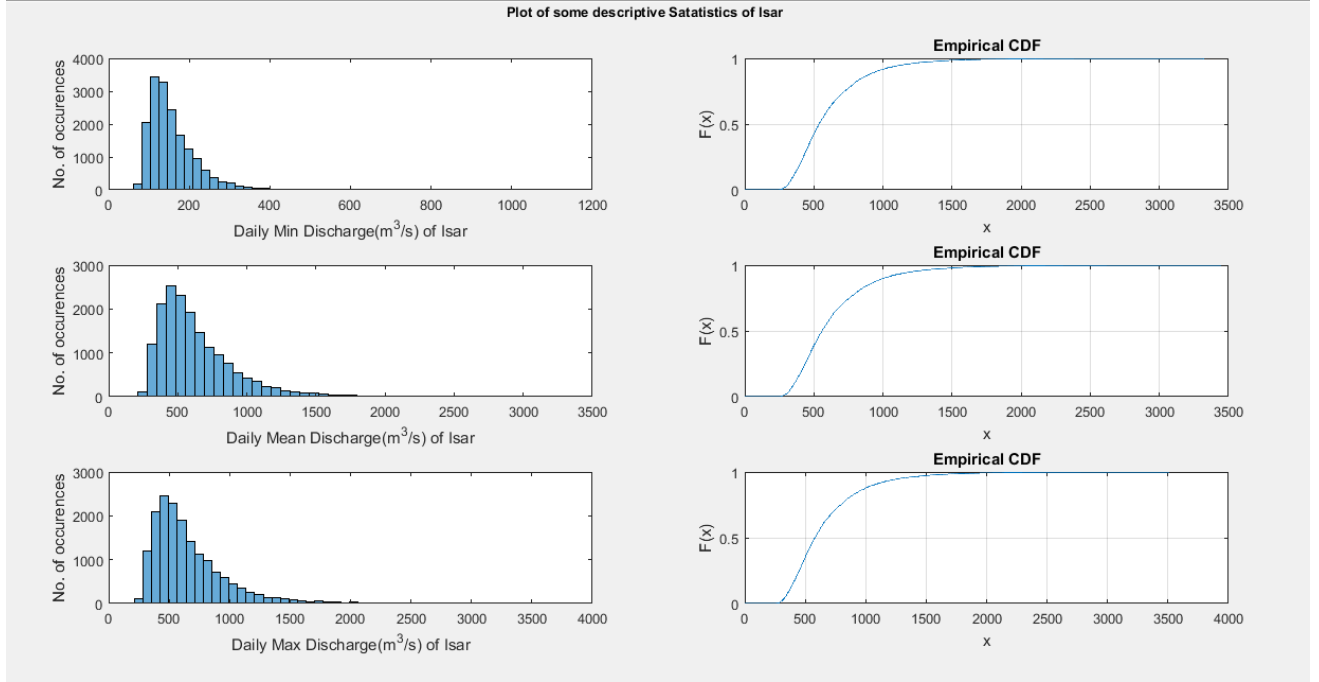 Plot of some descriptive Satatistics of Isar
No. of occurences
4000
3000
2000
1000
0
0 200 400 600 800 1000 1200
Daily Min Discharge(m³/s) of Isar
Empirical CDF
F(x)
1
0.5
0
0 500 1000 1500 2000 2500 3000 3500
x
No. of occurences
3000
2000
1000
0
0 500 1000 1500 2000 2500 3000 3500
Daily Mean Discharge(m³/s) of Isar
Empirical CDF
F(x)
1
0.5
0
0 500 1000 1500 2000 2500 3000 3500
x
No. of occurences
3000
2000
1000
0
0 500 1000 1500 2000 2500 3000 3500 4000
Daily Max Discharge(m³/s) of Isar
Empirical CDF
F(x)
1
0.5
0
0 500 1000 1500 2000 2500 3000 3500 4000
x